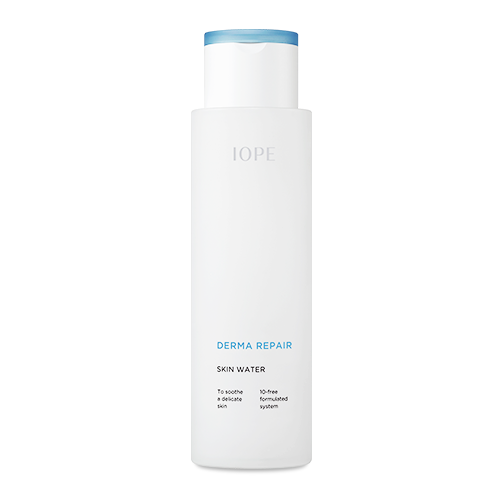 IOPE
DERMA REPAIR
SKIN WATER
To soothe
a delicate
skin
10-free
formulated
system